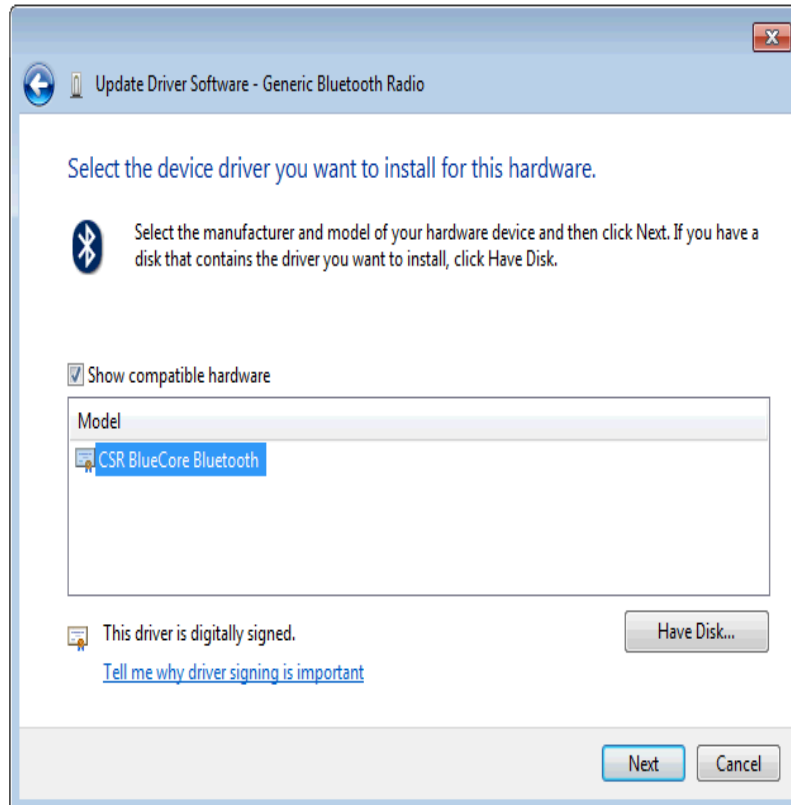 Update Driver Software - Generic Bluetooth Radio
Select the device driver you want to install for this hardware.
Select the manufacturer and model of your hardware device and then click Next. If you have a
disk that contains the driver you want to install, click Have Disk.
Show compatible hardware
Model
CSR BlueCore Bluetooth
This driver is digitally signed.
Have Disk...
Tell me why driver signing is important
Next
Cancel